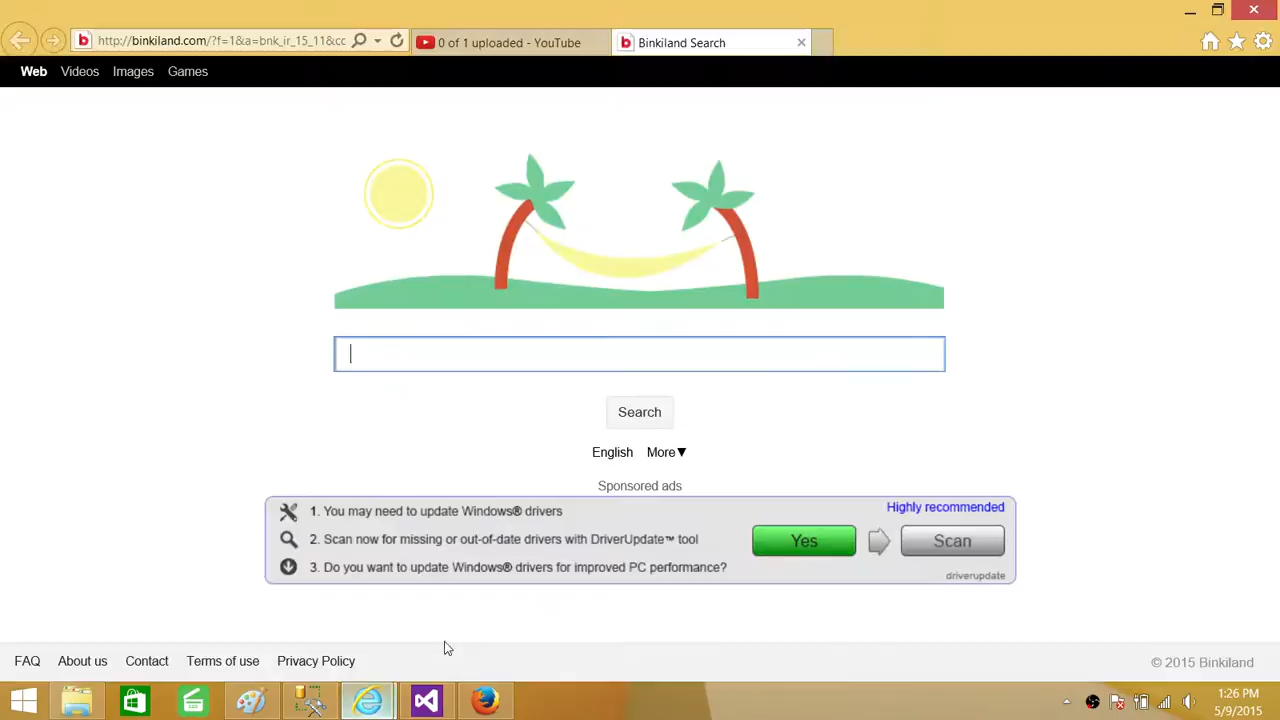 http://binkiland.com/?f=1&a=bnk_ir_15_11&cc
0 of 1 uploaded - YouTube
Binkiland Search
Web Videos Images Games
Search
English More▼
Sponsored ads
1. You may need to update Windows® drivers
Highly recommended
2. Scan now for missing or out-of-date drivers with DriverUpdate™ tool
Yes
Scan
3. Do you want to update Windows® drivers for improved PC performance?
driverupdate
FAQ About us Contact Terms of use Privacy Policy
© 2015 Binkiland
1:26 PM
5/9/2015